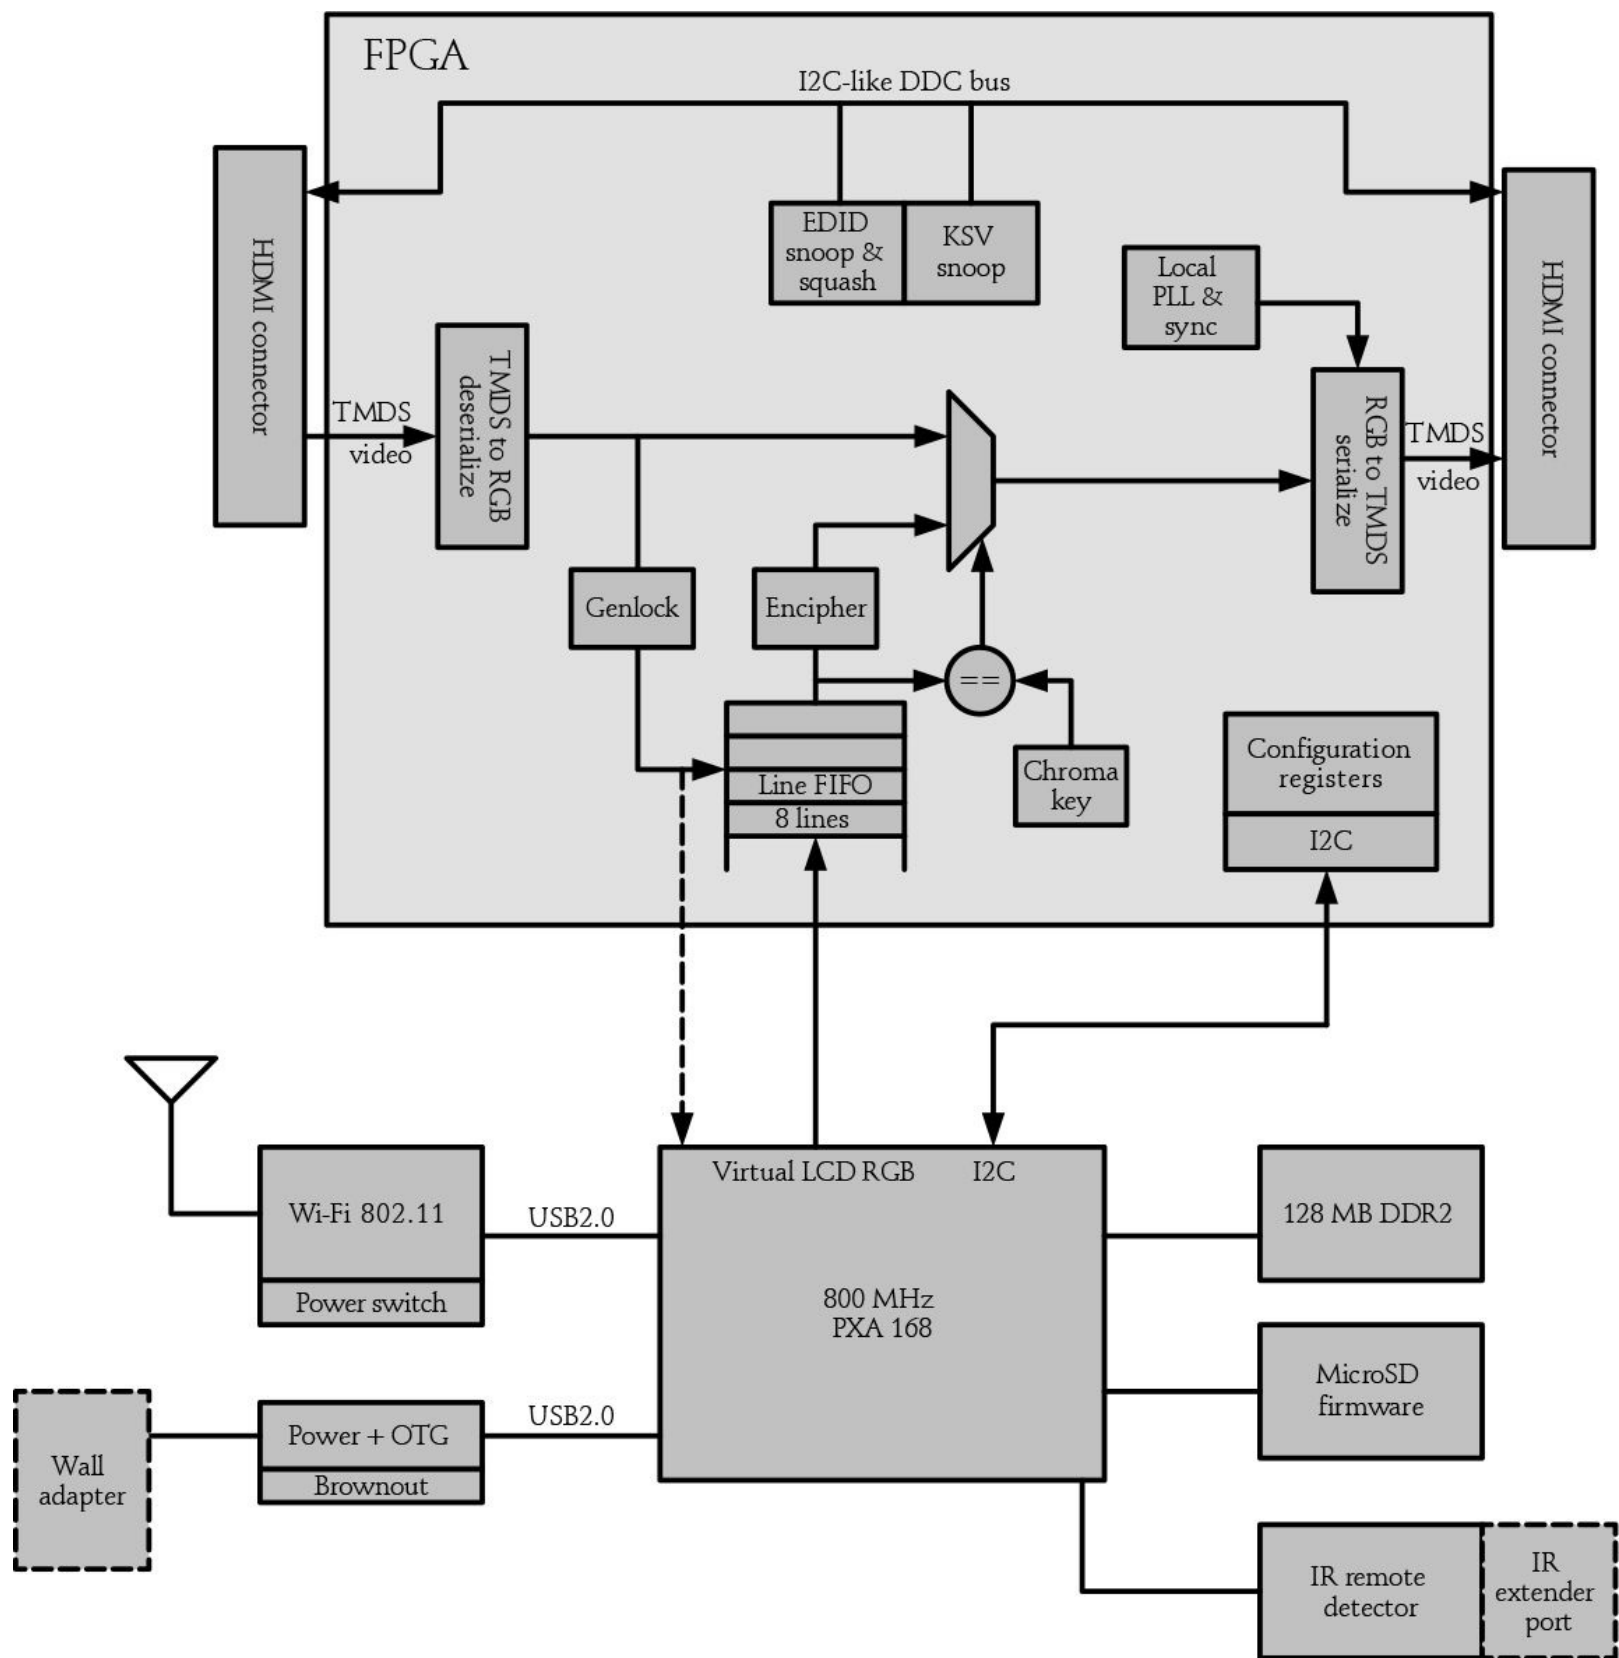 FPGA
I2C-like DDC bus
HDMI connector
EDID
snoop &
squash
KSV
snoop
Local
PLL &
sync
HDMI connector
TMDS
video
TMDS to RGB
deserialize
RGB to TMDS
serialize
TMDS
video
Genlock
Encipher
==
Line FIFO
8 lines
Chroma
key
Configuration
registers
I2C
Virtual LCD RGB
I2C
Wi-Fi 802.11
Power switch
USB2.0
800 MHz
PXA 168
128 MB DDR2
MicroSD
firmware
Wall
adapter
Power + OTG
Brownout
USB2.0
IR remote
detector
IR
extender
port